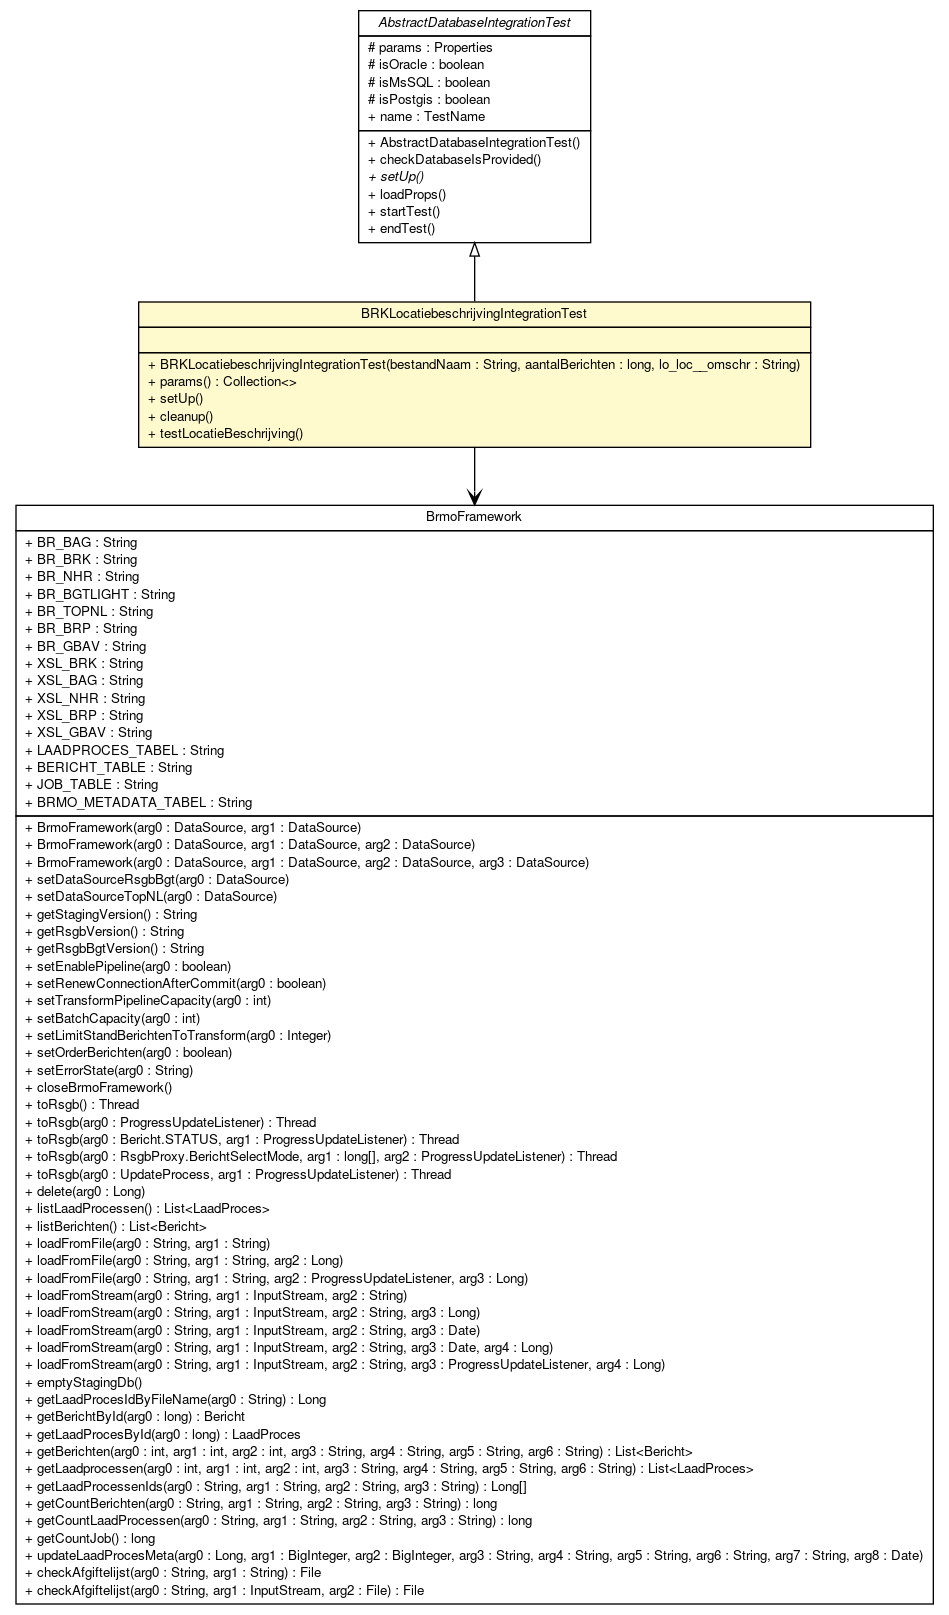 AbstractDatabaseIntegrationTest
# params : Properties
# isOracle : boolean
# isMsSQL : boolean
# isPostgis : boolean
+ name : TestName
+ AbstractDatabaseIntegrationTest()
+ checkDatabaseIsProvided()
+ setUp()
+ loadProps()
+ startTest()
+ endTest()
BRKLocatiebeschrijvingIntegrationTest
+ BRKLocatiebeschrijvingIntegrationTest(bestandNaam : String, aantalBerichten : long, lo_loc__omschr : String)
+ params() : Collection<>
+ setUp()
+ cleanup()
+ testLocatieBeschrijving()
BrmoFramework
+ BR_BAG : String
+ BR_BRK : String
+ BR_NHR : String
+ BR_BGTLIGHT : String
+ BR_TOPNL : String
+ BR_BRP : String
+ BR_GBAV : String
+ XSL_BRK : String
+ XSL_BAG : String
+ XSL_NHR : String
+ XSL_BRP : String
+ XSL_GBAV : String
+ LAADPROCES_TABEL : String
+ BERICHT_TABLE : String
+ JOB_TABLE : String
+ BRMO_METADATA_TABEL : String
+ BrmoFramework(arg0 : DataSource, arg1 : DataSource)
+ BrmoFramework(arg0 : DataSource, arg1 : DataSource, arg2 : DataSource)
+ BrmoFramework(arg0 : DataSource, arg1 : DataSource, arg2 : DataSource, arg3 : DataSource)
+ setDataSourceRsgbBgt(arg0 : DataSource)
+ setDataSourceTopNL(arg0 : DataSource)
+ getStagingVersion() : String
+ getRsgbVersion() : String
+ getRsgbBgtVersion() : String
+ setEnablePipeline(arg0 : boolean)
+ setRenewConnectionAfterCommit(arg0 : boolean)
+ setTransformPipelineCapacity(arg0 : int)
+ setBatchCapacity(arg0 : int)
+ setLimitStandBerichtenToTransform(arg0 : Integer)
+ setOrderBerichten(arg0 : boolean)
+ setErrorState(arg0 : String)
+ closeBrmoFramework()
+ toRsgb() : Thread
+ toRsgb(arg0 : ProgressUpdateListener) : Thread
+ toRsgb(arg0 : Bericht.STATUS, arg1 : ProgressUpdateListener) : Thread
+ toRsgb(arg0 : RsgbProxy.BerichtSelectMode, arg1 : long[], arg2 : ProgressUpdateListener) : Thread
+ toRsgb(arg0 : UpdateProcess, arg1 : ProgressUpdateListener) : Thread
+ delete(arg0 : Long)
+ listLaadProcessen() : List<LaadProces>
+ listBerichten() : List<Bericht>
+ loadFromFile(arg0 : String, arg1 : String)
+ loadFromFile(arg0 : String, arg1 : String, arg2 : Long)
+ loadFromFile(arg0 : String, arg1 : String, arg2 : ProgressUpdateListener, arg3 : Long)
+ loadFromStream(arg0 : String, arg1 : InputStream, arg2 : String)
+ loadFromStream(arg0 : String, arg1 : InputStream, arg2 : String, arg3 : Long)
+ loadFromStream(arg0 : String, arg1 : InputStream, arg2 : String, arg3 : Date)
+ loadFromStream(arg0 : String, arg1 : InputStream, arg2 : String, arg3 : Date, arg4 : Long)
+ loadFromStream(arg0 : String, arg1 : InputStream, arg2 : String, arg3 : ProgressUpdateListener, arg4 : Long)
+ emptyStagingDb()
+ getLaadProcesIdByFileName(arg0 : String) : Long
+ getBerichtById(arg0 : long) : Bericht
+ getLaadProcesById(arg0 : long) : LaadProces
+ getBerichten(arg0 : int, arg1 : int, arg2 : int, arg3 : String, arg4 : String, arg5 : String, arg6 : String) : List<Bericht>
+ getLaadprocessen(arg0 : int, arg1 : int, arg2 : int, arg3 : String, arg4 : String, arg5 : String, arg6 : String) : List<LaadProces>
+ getLaadProcessenIds(arg0 : String, arg1 : String, arg2 : String, arg3 : String) : Long[]
+ getCountBerichten(arg0 : String, arg1 : String, arg2 : String, arg3 : String) : long
+ getCountLaadProcessen(arg0 : String, arg1 : String, arg2 : String, arg3 : String) : long
+ getCountJob() : long
+ updateLaadProcesMeta(arg0 : Long, arg1 : BigInteger, arg2 : BigInteger, arg3 : String, arg4 : String, arg5 : String, arg6 : String, arg7 : String, arg8 : Date)
+ checkAfgiftelijst(arg0 : String, arg1 : String) : File
+ checkAfgiftelijst(arg0 : String, arg1 : InputStream, arg2 : File) : File